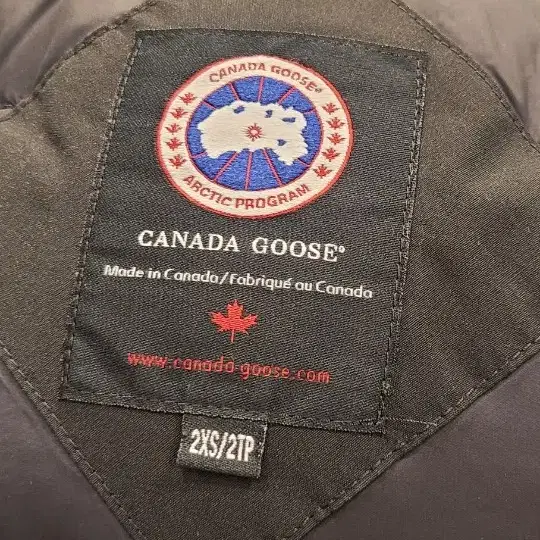 CANADA GOOSE®
ARCTIC PROGRAM
CANADA GOOSE®
Made in Canada/Fabriqué au Canada
www.canada-goose.com
2XS/2TP